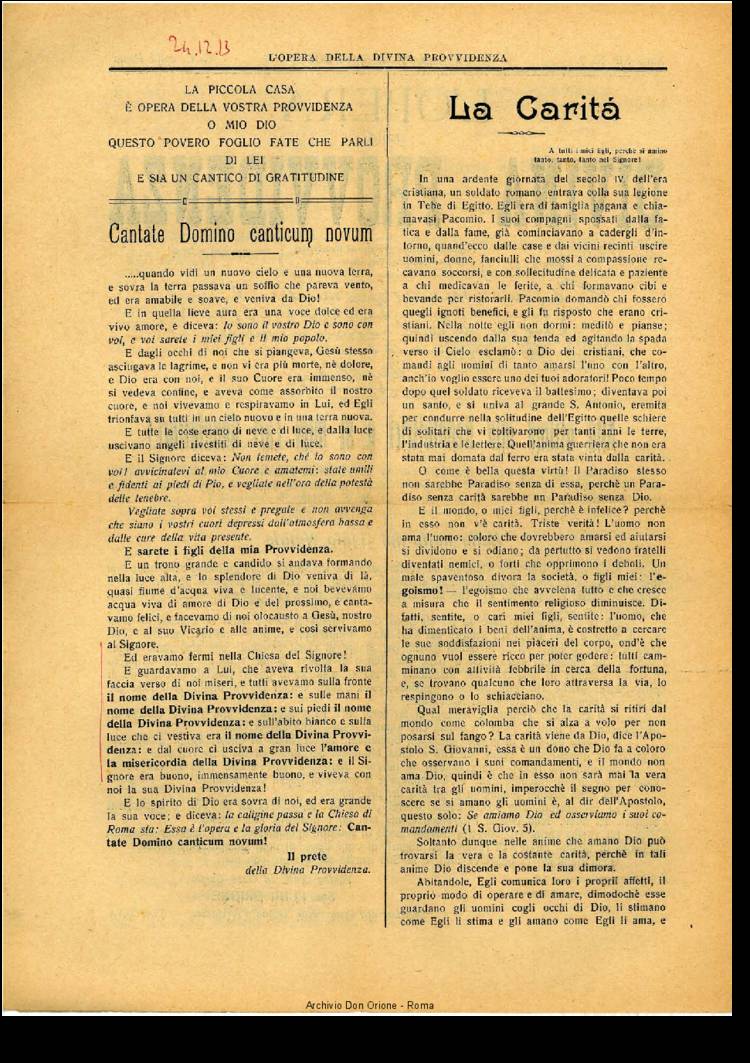 24.12.13
L'OPERA DELLA DIVINA PROVVIDENZA
LA PICCOLA CASA
È OPERA DELLA VOSTRA PROVVIDENZA
O MIO DIO
QUESTO POVERO FOGLIO FATE CHE PARLI
DI LEI
E SIA UN CANTICO DI GRATITUDINE
Cantate Domino canticum novum
.....quando vidi un nuovo cielo e una nuova terra,
e sovra la terra passava un soffio che pareva vento,
ed era amabile e soave, e veniva da Dio!
E in quella lieve aura era una voce dolce ed era
vivo amore, e diceva: Io sono il vostro Dio e sono con
voi, e voi sarete i miei figli e il mio popolo.
E dagli occhi di noi che si piangeva, Gesù stesso
asciugava le lagrime, e non vi era più morte, nè dolore,
e Dio era con noi, e il suo Cuore era immenso, nè
si vedeva confine, e aveva come assorbito il nostro
cuore, e noi vivevamo e respiravamo in Lui, ed Egli
trionfava su tutti in un cielo nuovo e in una terra nuova.
E tutte le cose erano di neve e di luce, e dalla luce
uscivano angeli rivestiti di neve e di luce.
E il Signore diceva: Non temete, chè io sono con
voi! avvicinatevi al mio Cuore e amatemi: state umili
e fidenti ai piedi di Pio, e vegliate nell'ora della potestà
delle tenebre.
Vegliate sopra voi stessi e pregate e non avvenga
che siano i vostri cuori depressi dall'atmosfera bassa e
dalle cure della vita presente.
E sarete i figli della mia Provvidenza.
E un trono grande e candido si andava formando
nella luce alta, e lo splendore di Dio veniva di là,
quasi fiume d'acqua viva e lucente, e noi bevevamo
acqua viva di amore di Dio e del prossimo, e canta-
vamo felici, e facevamo di noi olocausto a Gesù, nostro
Dio, e al suo Vicario e alle anime, e così servivamo
al Signore.
Ed eravamo fermi nella Chiesa del Signore!
E guardavamo a Lui, che aveva rivolta la sua
faccia verso di noi miseri, e tutti avevamo sulla fronte
il nome della Divina Provvidenza: e sulle mani il
nome della Divina Provvidenza: e sui piedi il nome
della Divina Provvidenza: e sull'abito bianco e sulla
luce che ci vestiva era il nome della Divina Provvi-
denza: e dal cuore ci usciva a gran luce l'amore e
la misericordia della Divina Provvidenza: e il Si-
gnore era buono, immensamente buono, e viveva con
noi la sua Divina Provvidenza!
E lo spirito di Dio era sovra di noi, ed era grande
la sua voce; e diceva: la caligine passa e la Chiesa di
Roma sta: Essa è l'opera e la gloria del Signore: Can-
tate Domino canticum novum!
Il prete
della Divina Provvidenza.
La Caritá
A tutti i miei figli, perchè si amino
tanto, tanto, tanto nel Signore!
In una ardente giornata del secolo IV dell'era
cristiana, un soldato romano entrava colla sua legione
in Tebe di Egitto. Egli era di famiglia pagana e chia-
mavasi Pacomio. I suoi compagni spossati dalla fa-
tica e dalla fame, già cominciavano a cadergli d'in-
torno, quand'ecco dalle case e dai vicini recinti uscire
uomini, donne, fanciulli che mossi a compassione re-
cavano soccorsi, e con sollecitudine delicata e paziente
a chi medicavan le ferite, a chi formavano cibi e
bevande per ristorarli. Pacomio domandò chi fossero
quegli ignoti benefici, e gli fu risposto che erano cri-
stiani. Nella notte egli non dormì: meditò e pianse;
quindi uscendo dalla sua tenda ed agitando la spada
verso il Cielo esclamò: o Dio dei cristiani, che co-
mandi agli uomini di tanto amarsi l'uno con l'altro,
anch'io voglio essere uno dei tuoi adoratori! Poco tempo
dopo quel soldato riceveva il battesimo; diventava poi
un santo, e si univa al grande S. Antonio, eremita
per condurre nella solitudine dell'Egitto quelle schiere
di solitari che vi coltivarono per tanti anni le terre,
l'industria e le lettere. Quell'anima guerriera che non era
stata mai domata dal ferro era stata vinta dalla carità.
O come è bella questa virtù! Il Paradiso stesso
non sarebbe Paradiso senza di essa, perchè un Para-
diso senza carità sarebbe un Paradiso senza Dio.
E il mondo, o miei figli, perchè è infelice? perchè
in esso non v'è carità. Triste verità! L'uomo non
ama l'uomo: coloro che dovrebbero amarsi ed aiutarsi
si dividono e si odiano; da pertutto si vedono fratelli
diventati nemici, o forti che opprimono i deboli. Un
male spaventoso divora la società, o figli miei: l'e-
goismo! — l'egoismo che avvelena tutto e che cresce
a misura che il sentimento religioso diminuisce. Di-
fatti, sentite, o cari miei figli, sentite: l'uomo, che
ha dimenticato i beni dell'anima, è costretto a cercare
le sue soddisfazioni nei piaceri del corpo, ond'è che
ognuno vuol essere ricco per poter godere: tutti cam-
minano con attività febbrile in cerca della fortuna,
e, se trovano qualcuno che loro attraversa la via, lo
respingono o lo schiacciano.
Qual meraviglia perciò che la carità si ritiri dal
mondo come colomba che si alza a volo per non
posarsi sul fango? La carità viene da Dio, dice l'Apo-
stolo S. Giovanni, essa è un dono che Dio fa a coloro
che osservano i suoi comandamenti, e il mondo non
ama Dio, quindi è che in esso non sarà mai la vera
carità tra gli uomini, imperocchè il segno per cono-
scere se si amano gli uomini è, al dir dell'Apostolo,
questo solo: Se amiamo Dio ed osserviamo i suoi co-
mandamenti (1 S. Giov. 5).
Soltanto dunque nelle anime che amano Dio può
trovarsi la vera e la costante carità, perchè in tali
anime Dio discende e pone la sua dimora.
Abitandole, Egli comunica loro i proprii affetti, il
proprio modo di operare e di amare, dimodochè esse
guardano gli uomini cogli occhi di Dio, li stimano
come Egli li stima e gli amano come Egli li ama, e
Archivio Don Orione - Roma